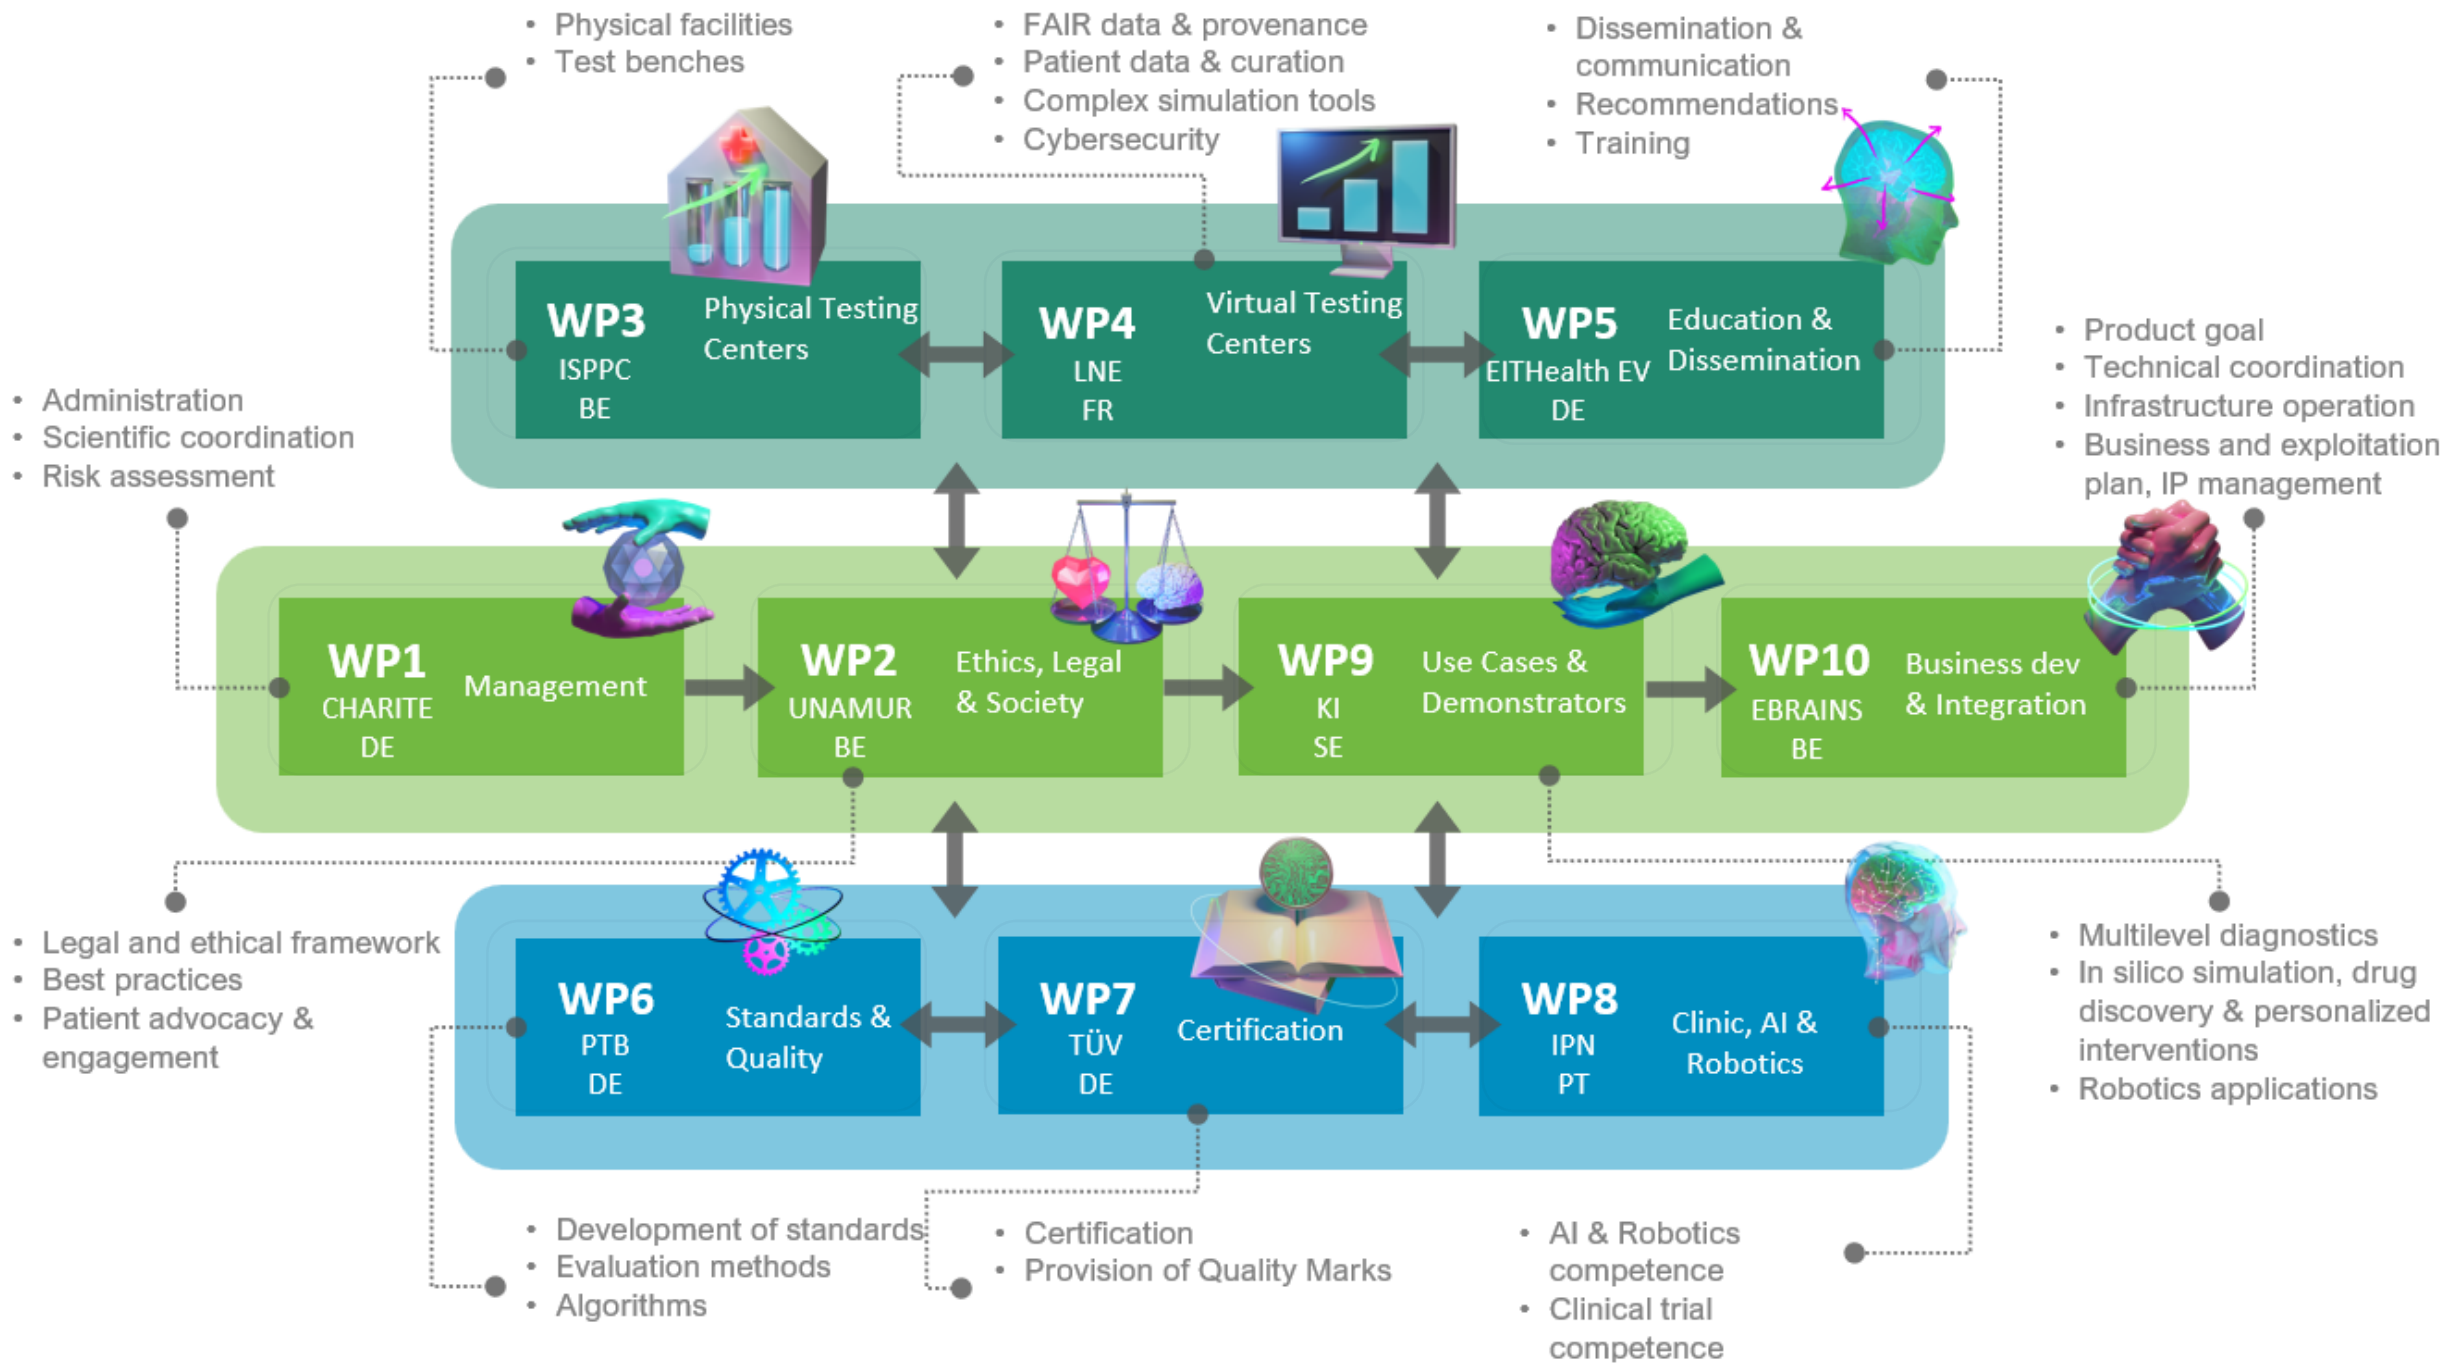 • Physical facilities
• Test benches
• FAIR data & provenance
• Patient data & curation
• Complex simulation tools
• Cybersecurity
• Dissemination &
communication
• Recommendations
• Training
WP3
ISPPC
BE
Physical Testing
Centers
WP4
LNE
FR
Virtual Testing
Centers
WP5
EITHealth EV
DE
Education &
Dissemination
• Administration
• Scientific coordination
• Risk assessment
• Product goal
• Technical coordination
• Infrastructure operation
• Business and exploitation
plan, IP management
WP1
CHARITE
DE
Management
WP2
UNAMUR
BE
Ethics, Legal
& Society
WP9
KI
SE
Use Cases &
Demonstrators
WP10
EBRAINS
BE
Business dev
& Integration
• Legal and ethical framework
• Best practices
• Patient advocacy &
engagement
WP6
PTB
DE
Standards &
Quality
WP7
TÜV
DE
Certification
WP8
IPN
PT
Clinic, AI &
Robotics
• Multilevel diagnostics
• In silico simulation, drug
discovery & personalized
interventions
• Robotics applications
• Development of standards
• Evaluation methods
• Algorithms
• Certification
• Provision of Quality Marks
• AI & Robotics
competence
• Clinical trial
competence